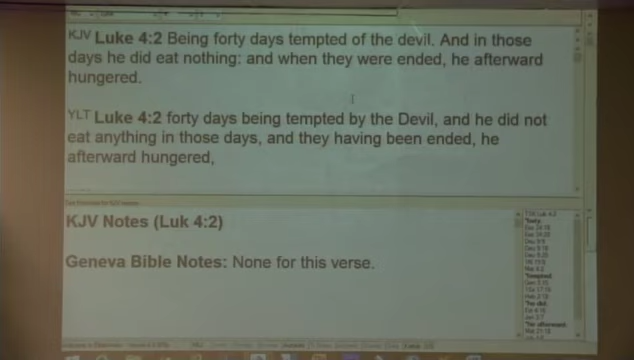 KJV Luke 4:2 Being forty days tempted of the devil. And in those
days he did eat nothing: and when they were ended, he afterward
hungered.
YLT Luke 4:2 forty days being tempted by the Devil, and he did not
eat anything in those days, and they having been ended, he
afterward hungered,
KJV Notes (Luk 4:2)
Geneva Bible Notes: None for this verse.